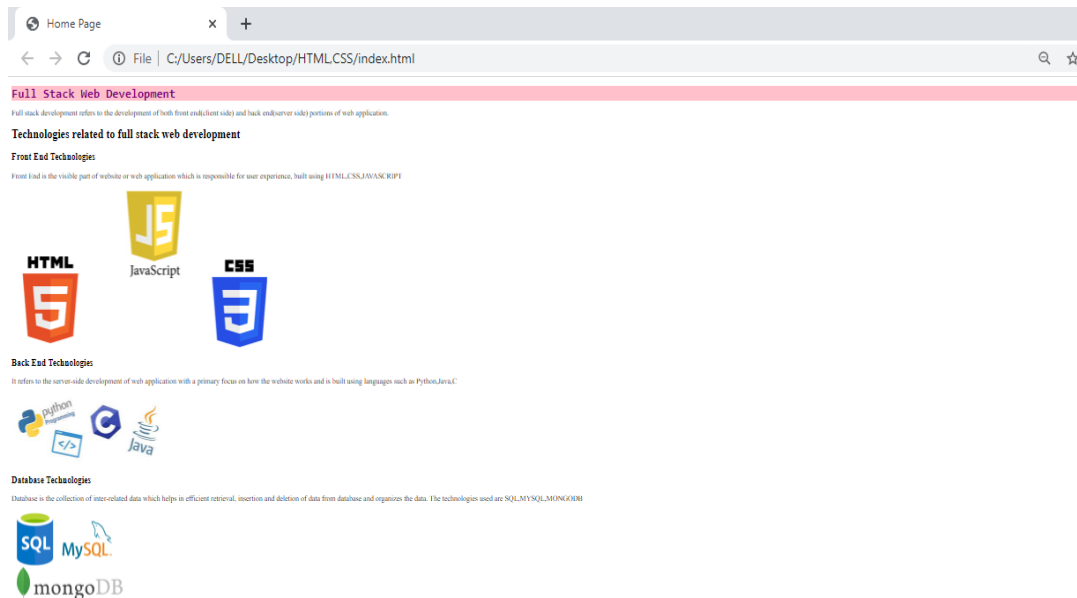 Home Page
File | C:/Users/DELL/Desktop/HTML.CSS/index.html
Full Stack Web Development
Full stack development refers to the development of both front end(client side) and back end(server side) portions of web application.
Technologies related to full stack web development
Front End Technologies
Front End is the visible part of website or web application which is responsible for user experience, built using HTML,CSS,JAVASCRIPT
JS
JavaScript
HTML
5
CSS
3
Back End Technologies
It refers to the server-side development of web application with a primary focus on how the website works and is built using languages such as Python,Java,C
python
Programming
</>
C
Java
Database Technologies
Database is the collection of inter-related data which helps in efficient retrieval, insertion and deletion of data from database and organizes the data. The technologies used are SQL,MYSQL,MONGODB
SQL
MySQL
mongoDB